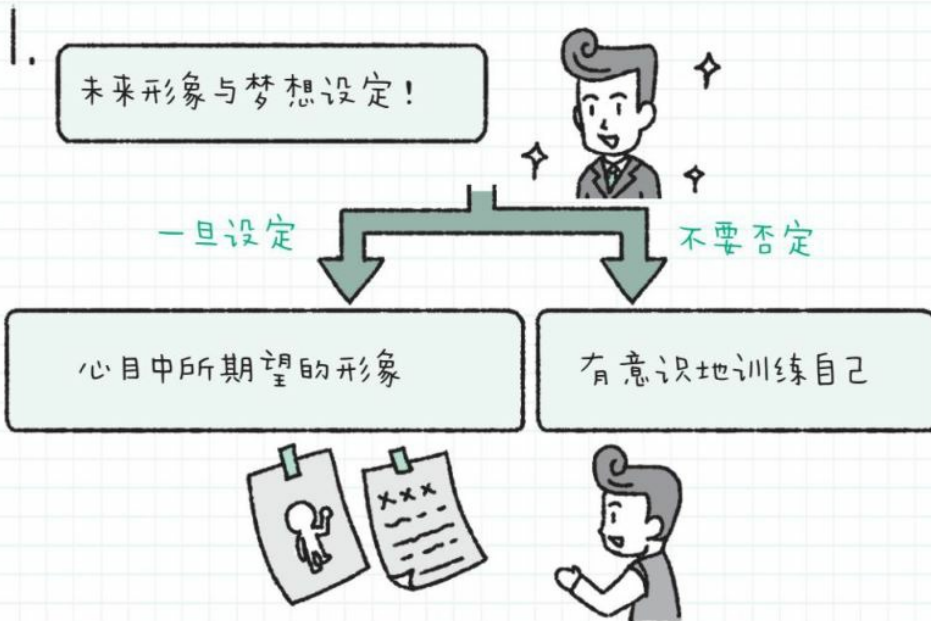 1.
未来形象与梦想设定!
一旦设定
不要否定
心目中所期望的形象
有意识地训练自己
×××